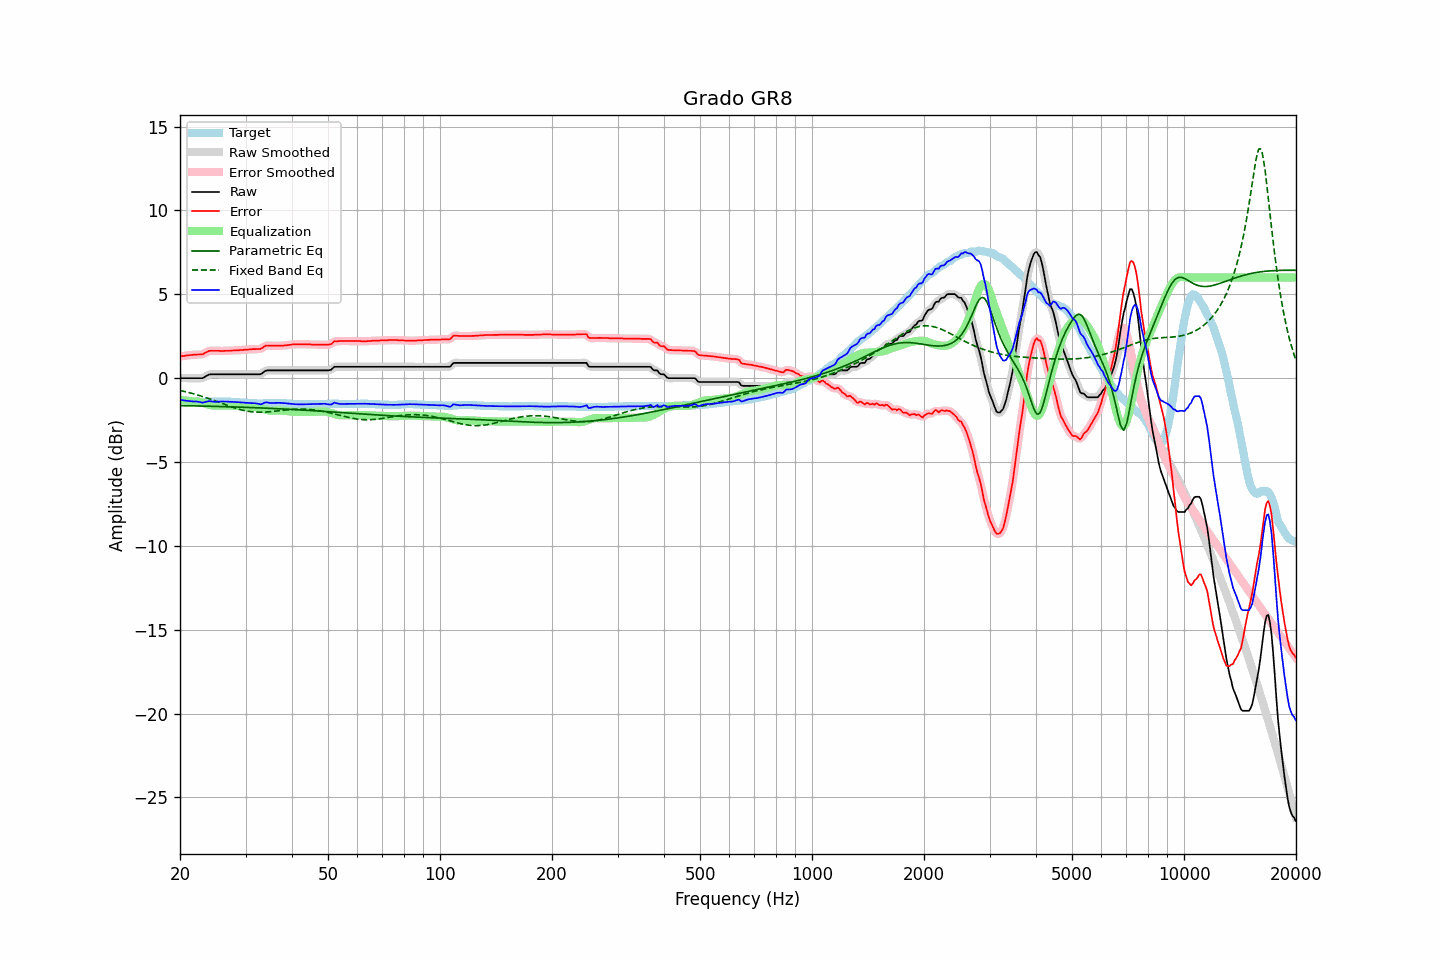 Grado GR8
Target
Raw Smoothed
Error Smoothed
Raw
Error
Equalization
Parametric Eq
Fixed Band Eq
Equalized
15
10
5
0
−5
−10
−15
−20
−25
Amplitude (dBr)
20 50 100 200 500 1000 2000 5000 10000 20000
Frequency (Hz)